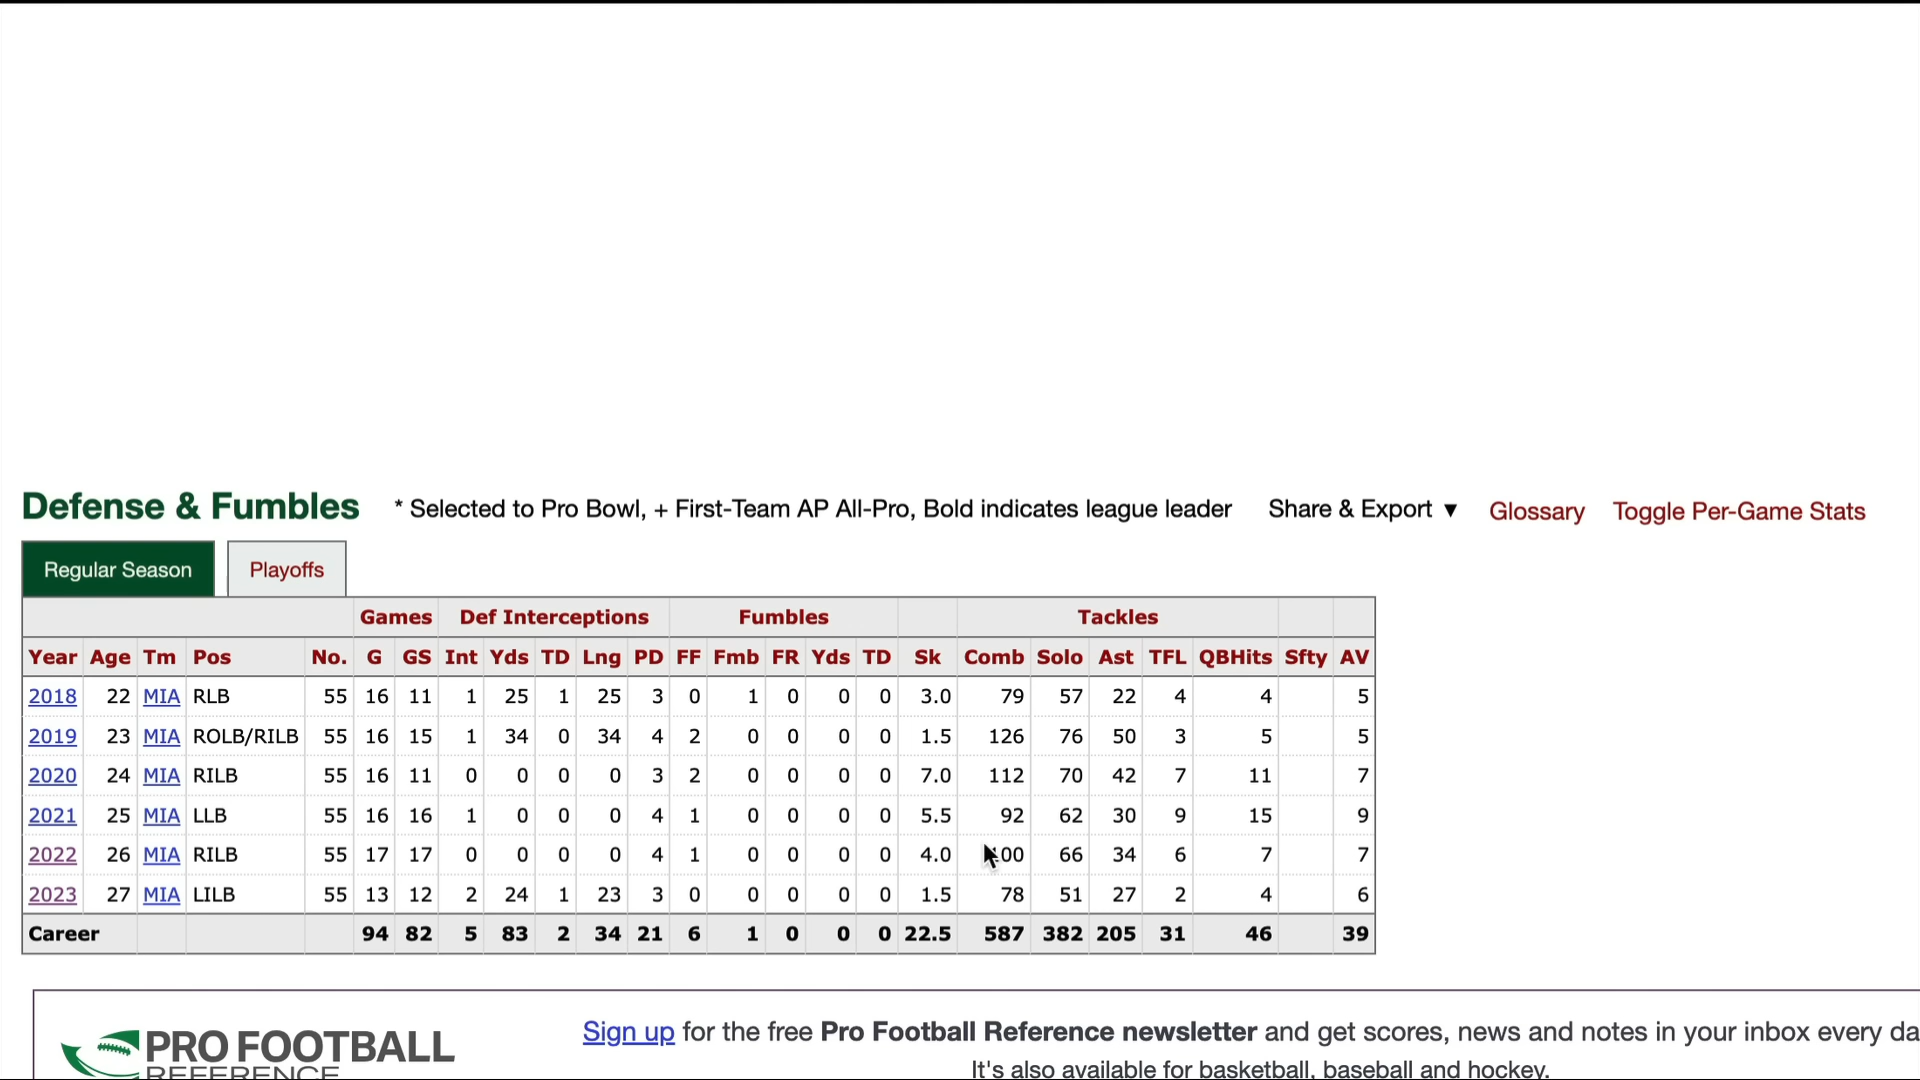 Defense & Fumbles * Selected to Pro Bowl, + First-Team AP All-Pro, Bold indicates league leader Share & Export ▼ Glossary Toggle Per-Game Stats
Regular Season Playoffs
Games Def Interceptions Fumbles Tackles
Year Age Tm Pos No. G GS Int Yds TD Lng PD FF Fmb FR Yds TD Sk Comb Solo Ast TFL QBHits Sfty AV
2018 22 MIA RLB 55 16 11 1 25 1 25 3 0 1 0 0 0 3.0 79 57 22 4 4 5
2019 23 MIA ROLB/RILB 55 16 15 1 34 0 34 4 2 0 0 0 0 1.5 126 76 50 3 5 5
2020 24 MIA RILB 55 16 11 0 0 0 0 3 2 0 0 0 0 7.0 112 70 42 7 11 7
2021 25 MIA LLB 55 16 16 1 0 0 0 4 1 0 0 0 0 5.5 92 62 30 9 15 9
2022 26 MIA RILB 55 17 17 0 0 0 0 4 1 0 0 0 0 4.0 100 66 34 6 7 7
2023 27 MIA LILB 55 13 12 2 24 1 23 3 0 0 0 0 0 1.5 78 51 27 2 4 6
Career 94 82 5 83 2 34 21 6 1 0 0 0 22.5 587 382 205 31 46 39
PRO FOOTBALL
REFERENCE
Sign up for the free Pro Football Reference newsletter and get scores, news and notes in your inbox every da
It's also available for basketball, baseball and hockey.